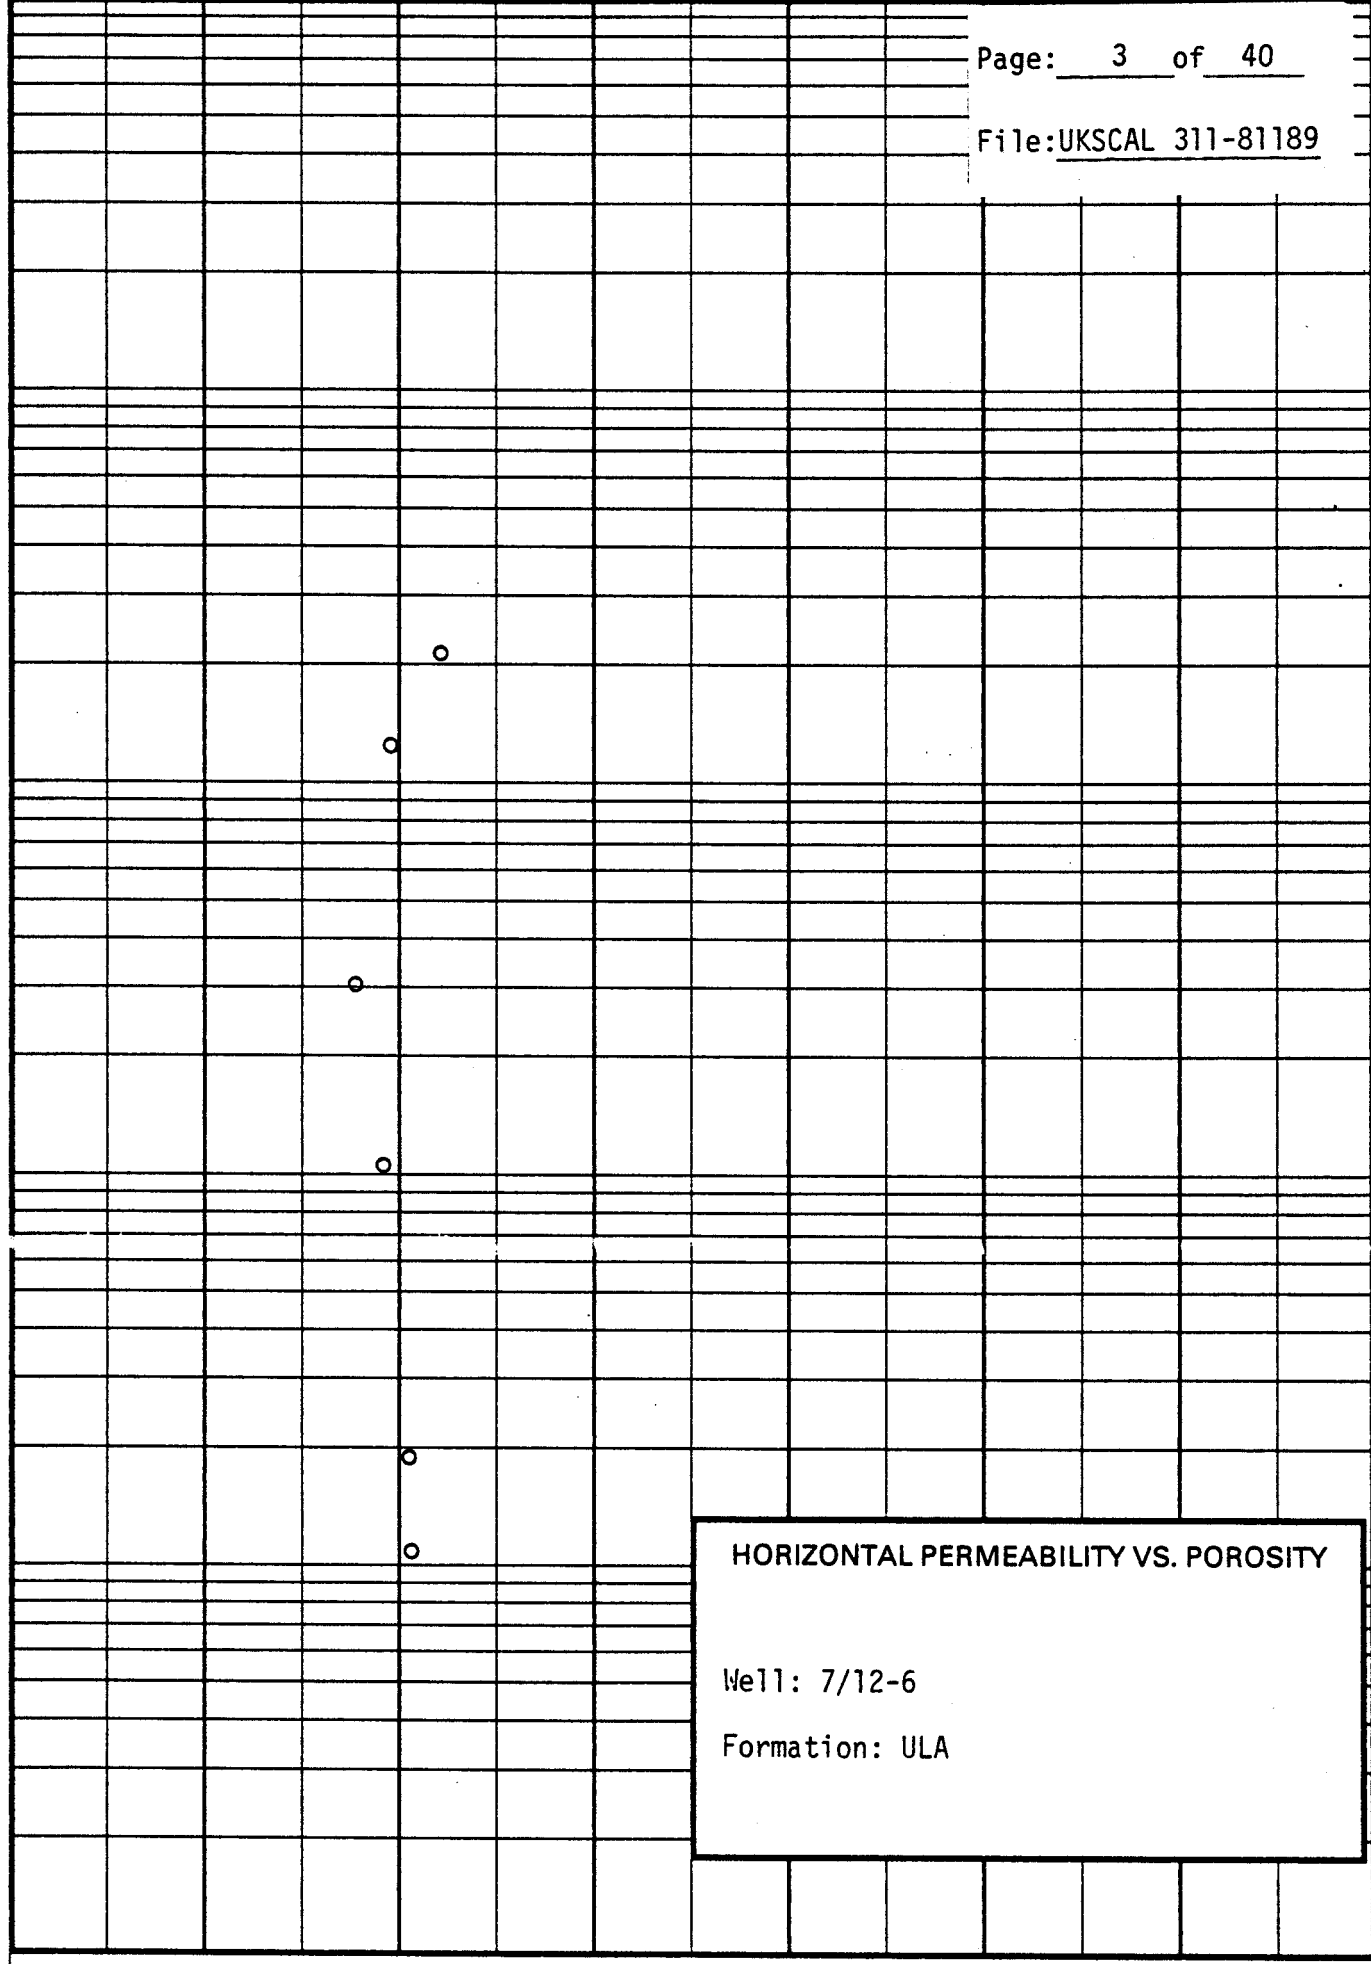 Page: 3 of 40
File: UKSCAL 311-81189
HORIZONTAL PERMEABILITY VS. POROSITY
Well: 7/12-6
Formation: ULA